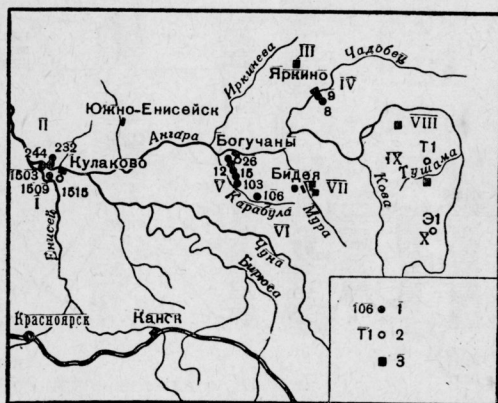 III
Чадобец
Иркинева
Яркино
IV
9
8
Южно-Енисейск
II
Ангара
Богучаны
VIII
244
232
Т1
Кулаково
26
IX
Тушама
1503
12
15
Бидея
1509
1515
V
103
VII
I
106
Кова
Карабула
Мура
Э1
Енисей
VI
X
Чуна
Бирюса
Красноярск
Канск
106
1
Т1
2
3